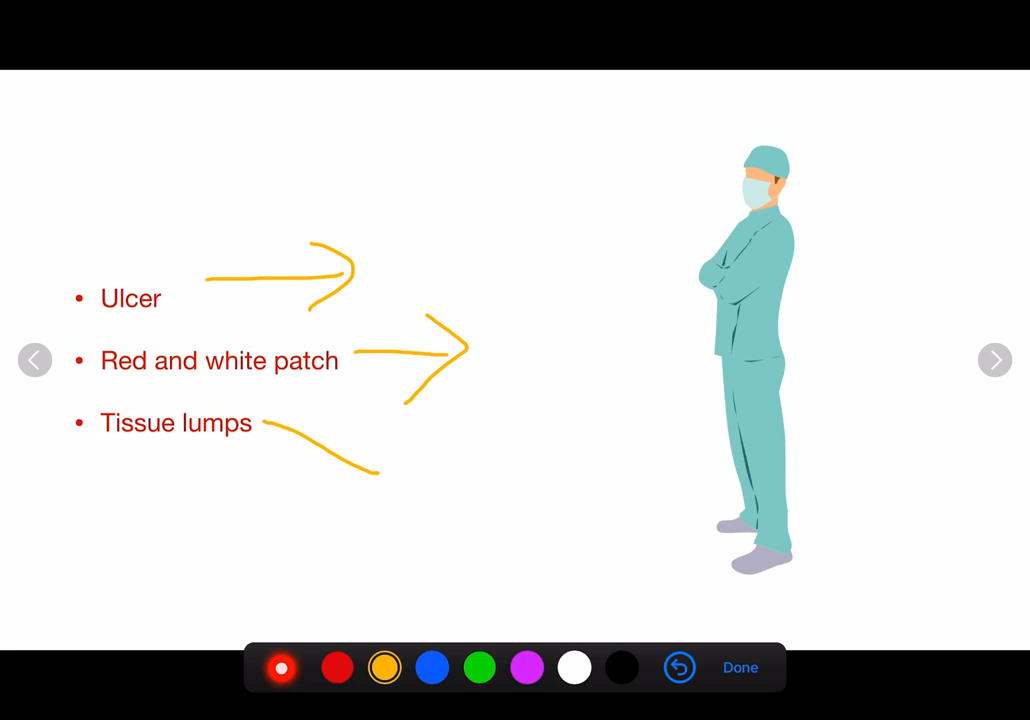 • Ulcer
• Red and white patch
• Tissue lumps
Done